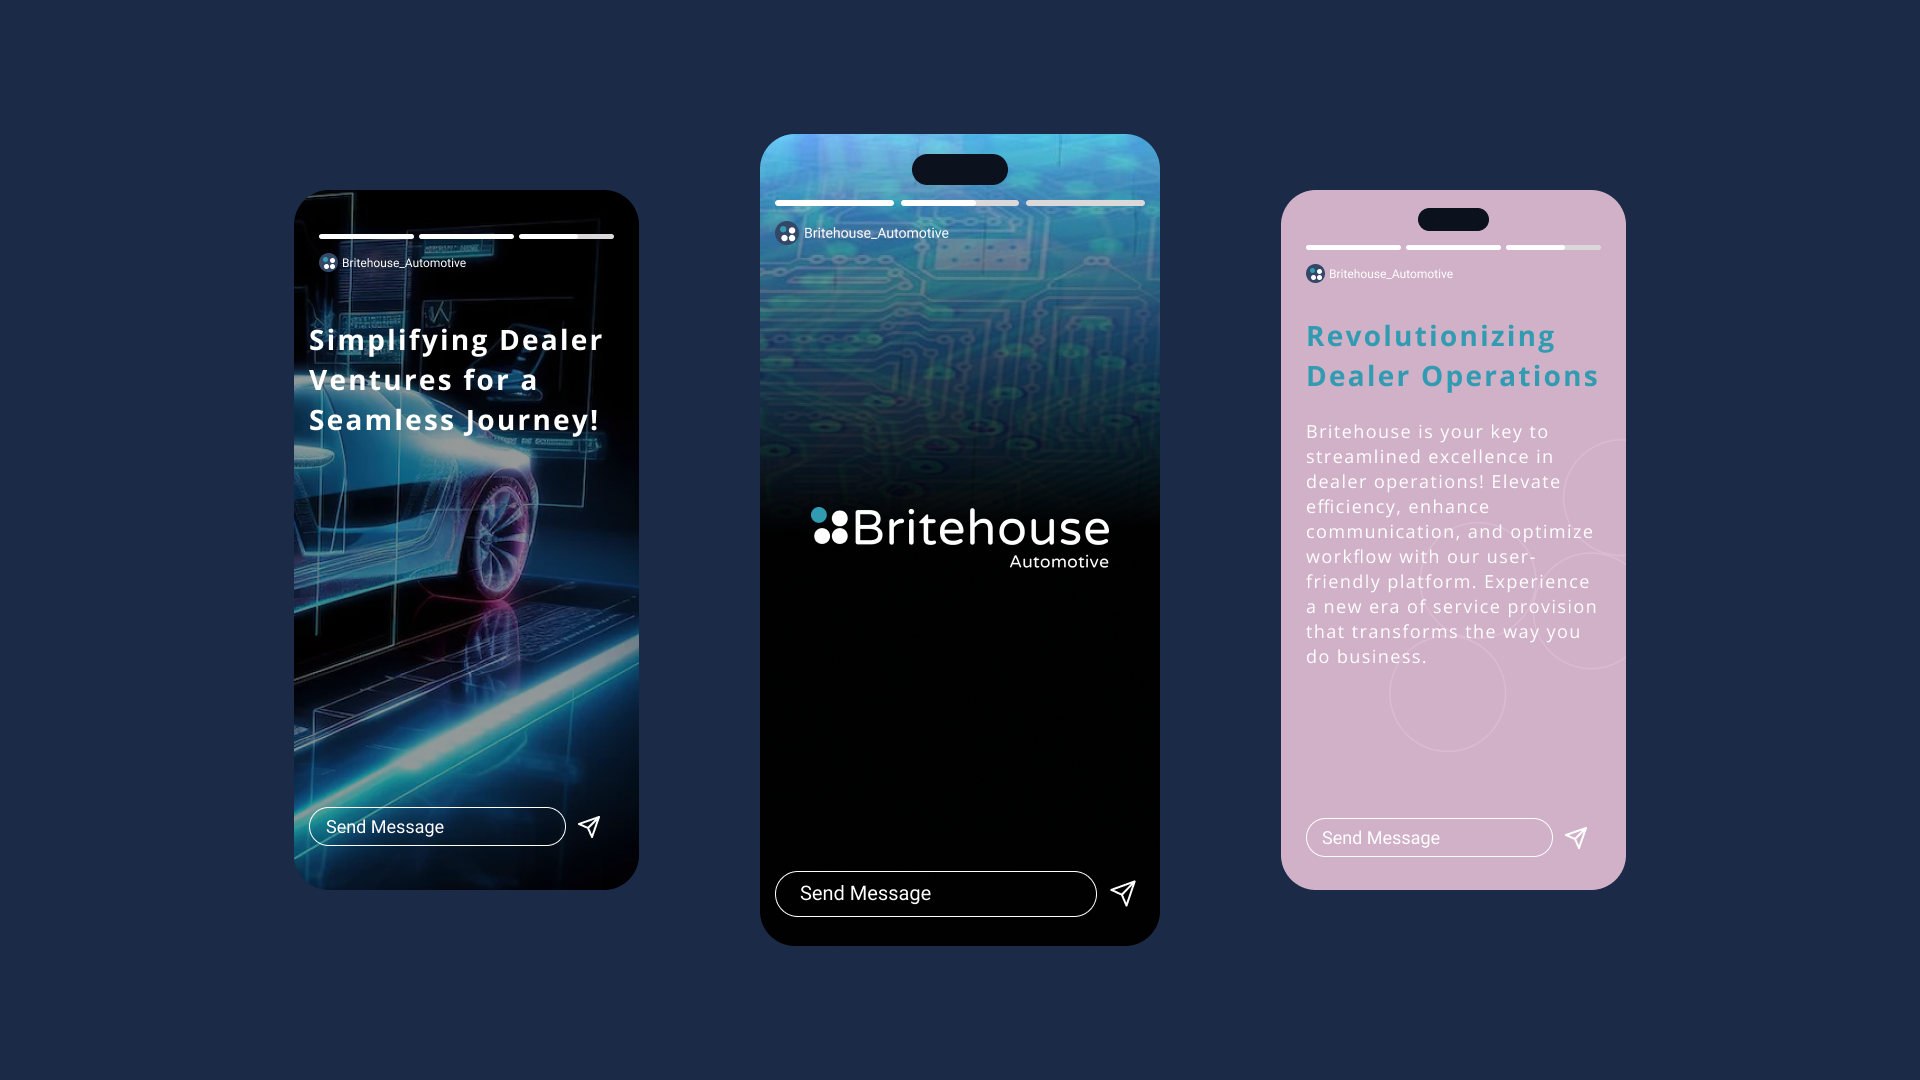 Britehouse_Automotive
Simplifying Dealer
Ventures for a
Seamless Journey!
Send Message
Britehouse_Automotive
Britehouse
Automotive
Send Message
Britehouse_Automotive
Revolutionizing
Dealer Operations
Britehouse is your key to
streamlined excellence in
dealer operations! Elevate
efficiency, enhance
communication, and optimize
workflow with our user-
friendly platform. Experience
a new era of service provision
that transforms the way you
do business.
Send Message